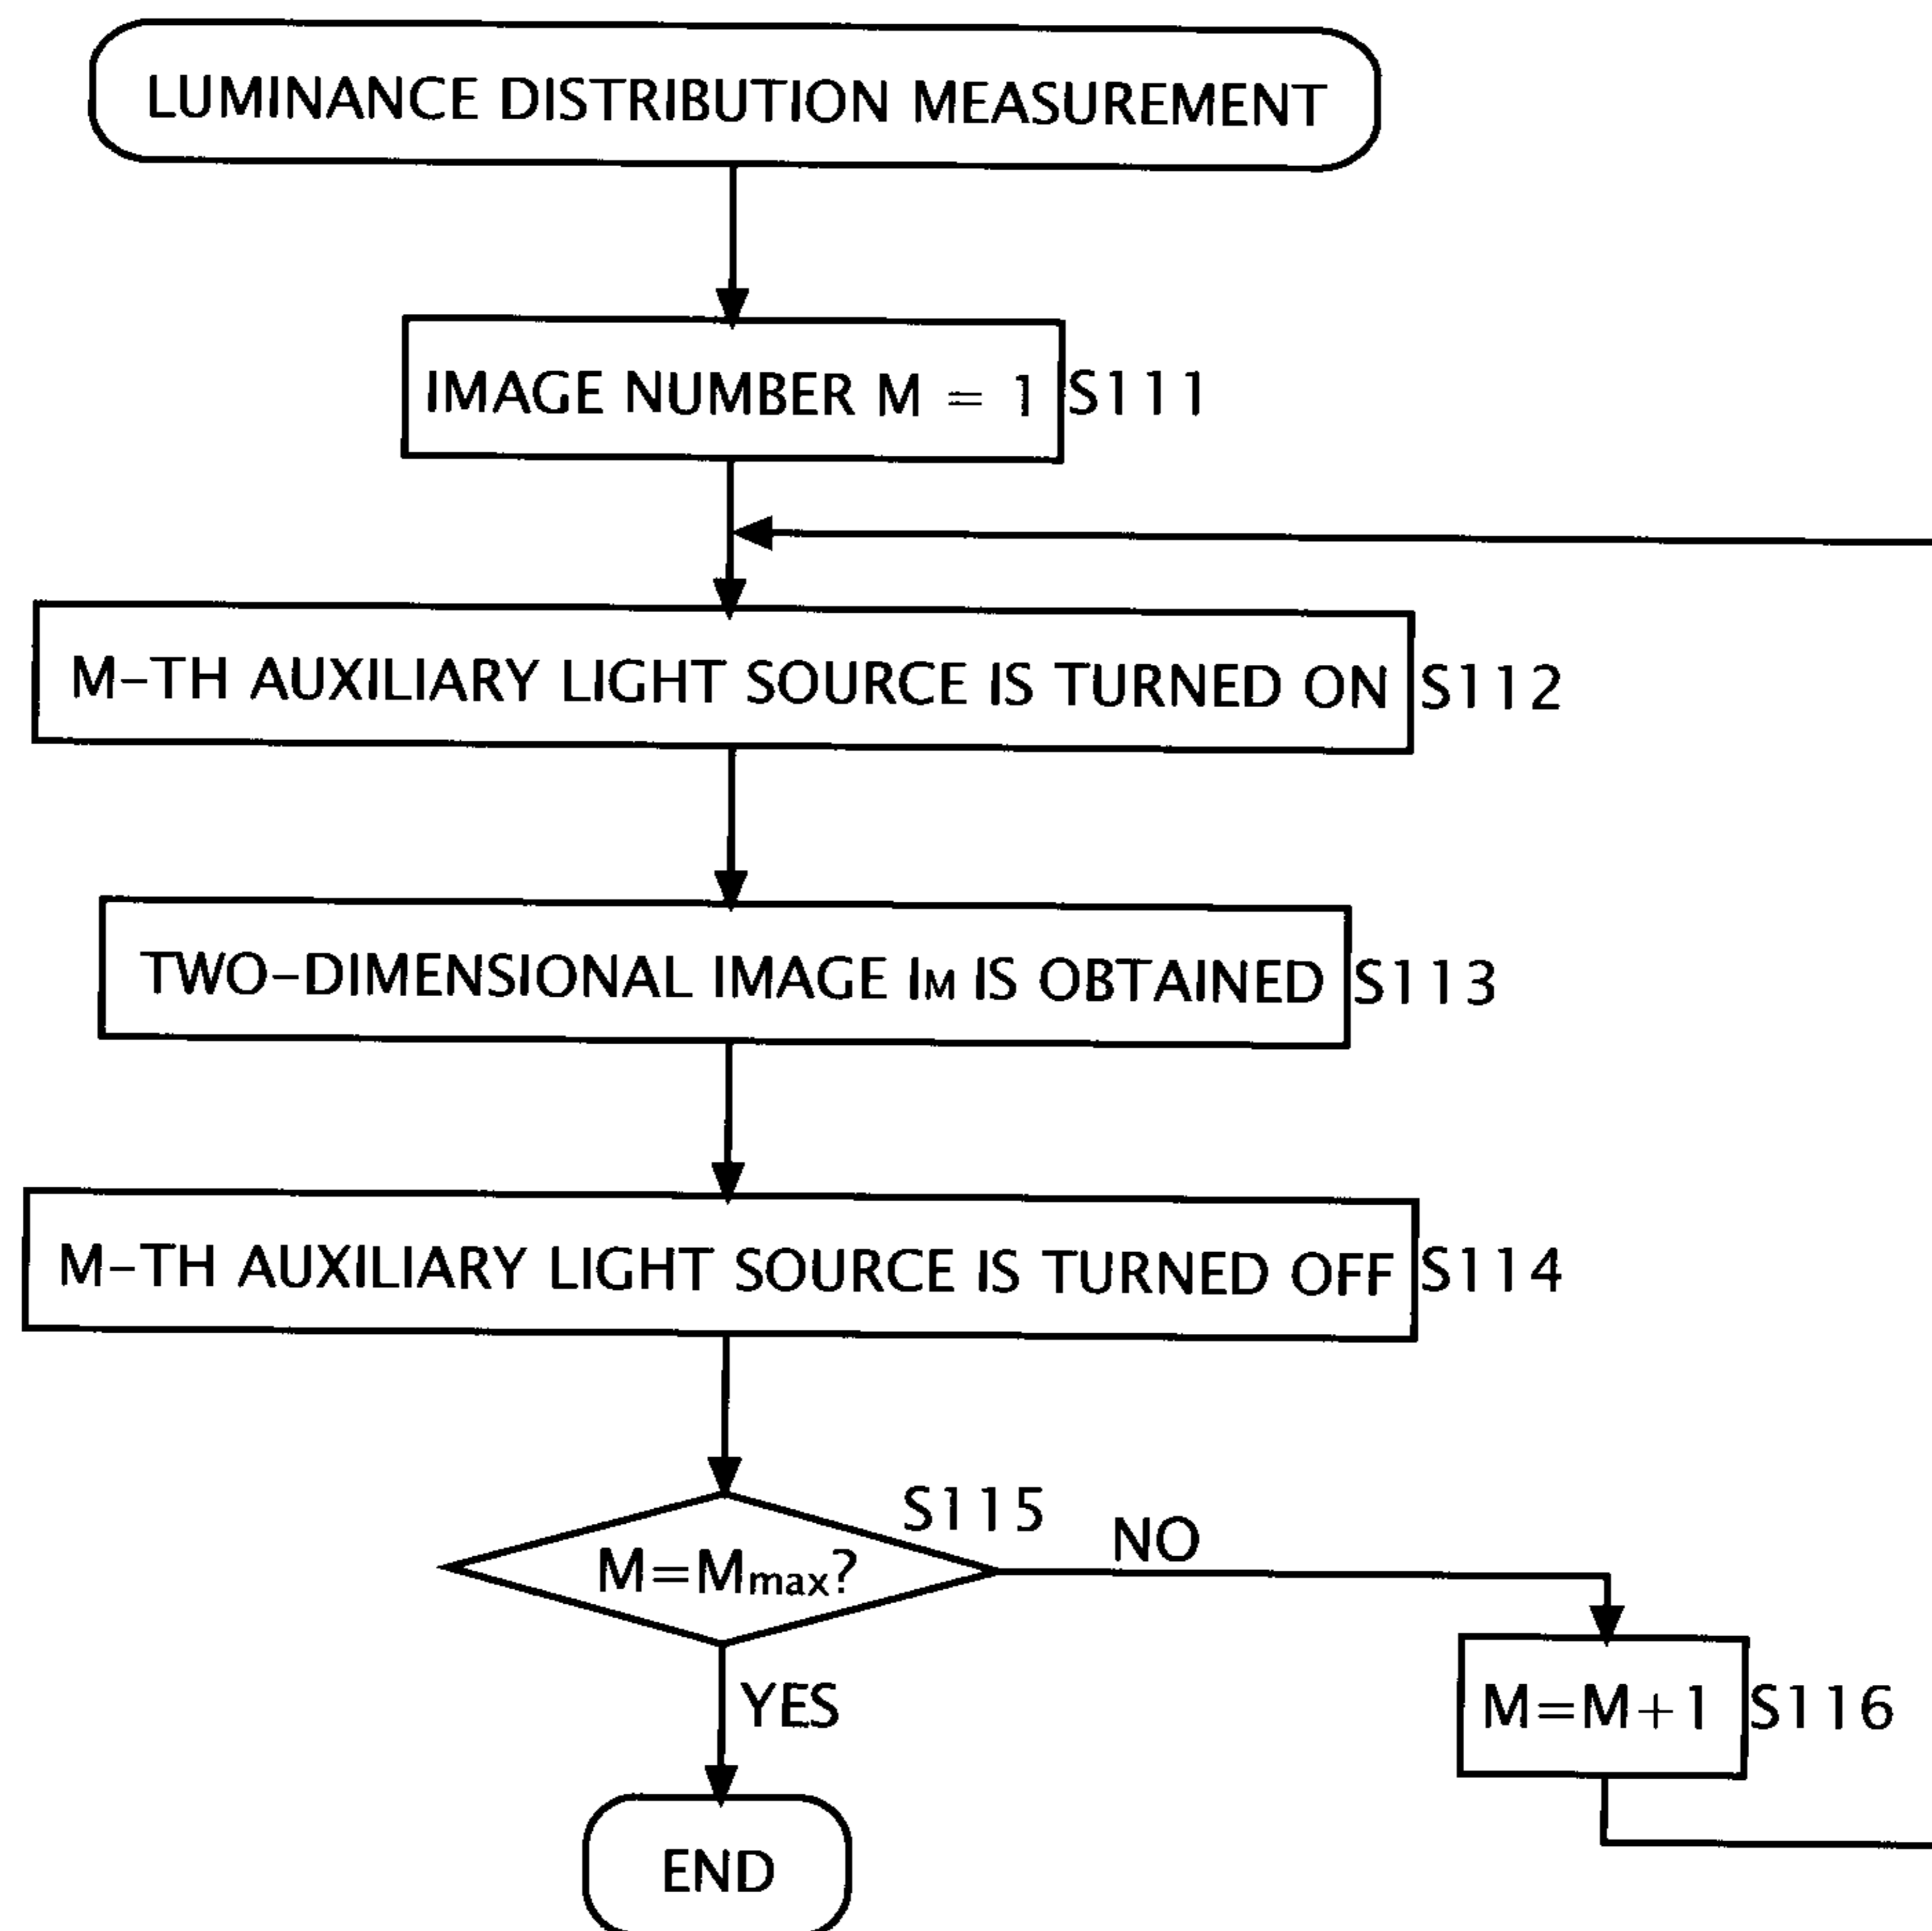 LUMINANCE DISTRIBUTION MEASUREMENT
IMAGE NUMBER M = 1 S111
M-TH AUXILIARY LIGHT SOURCE IS TURNED ON S112
TWO-DIMENSIONAL IMAGE IM IS OBTAINED S113
M-TH AUXILIARY LIGHT SOURCE IS TURNED OFF S114
S115
M=Mmax?
NO
YES
M=M+1 S116
END